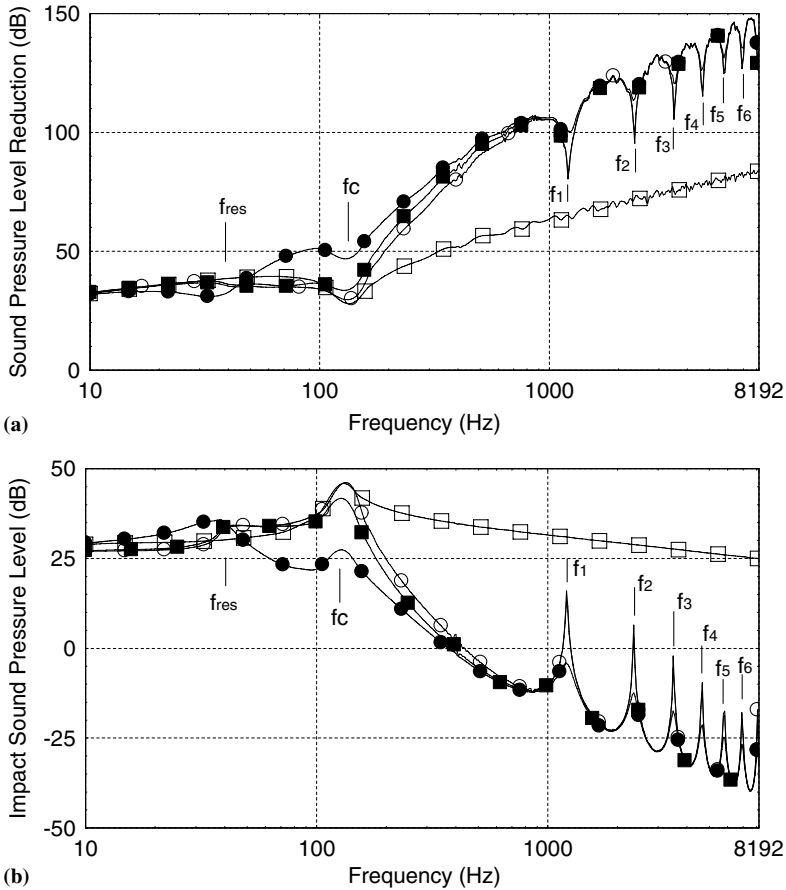 Sound Pressure Level Reduction (dB)
150
100
50
0
fres
fc
f1
f2
f3
f4
f5
f6
10
100
1000
8192
Frequency (Hz)
(a)
Impact Sound Pressure Level (dB)
50
25
0
-25
-50
fres
fc
f1
f2
f3
f4
f5
f6
10
100
1000
8192
Frequency (Hz)
(b)